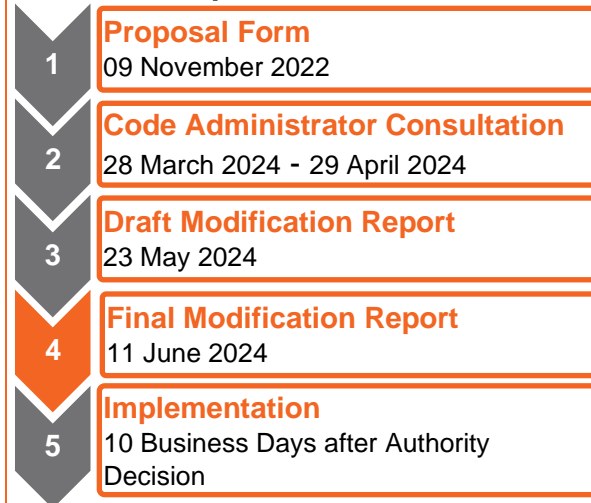 1
Proposal Form
09 November 2022
2
Code Administrator Consultation
28 March 2024 - 29 April 2024
3
Draft Modification Report
23 May 2024
4
Final Modification Report
11 June 2024
5
Implementation
10 Business Days after Authority
Decision